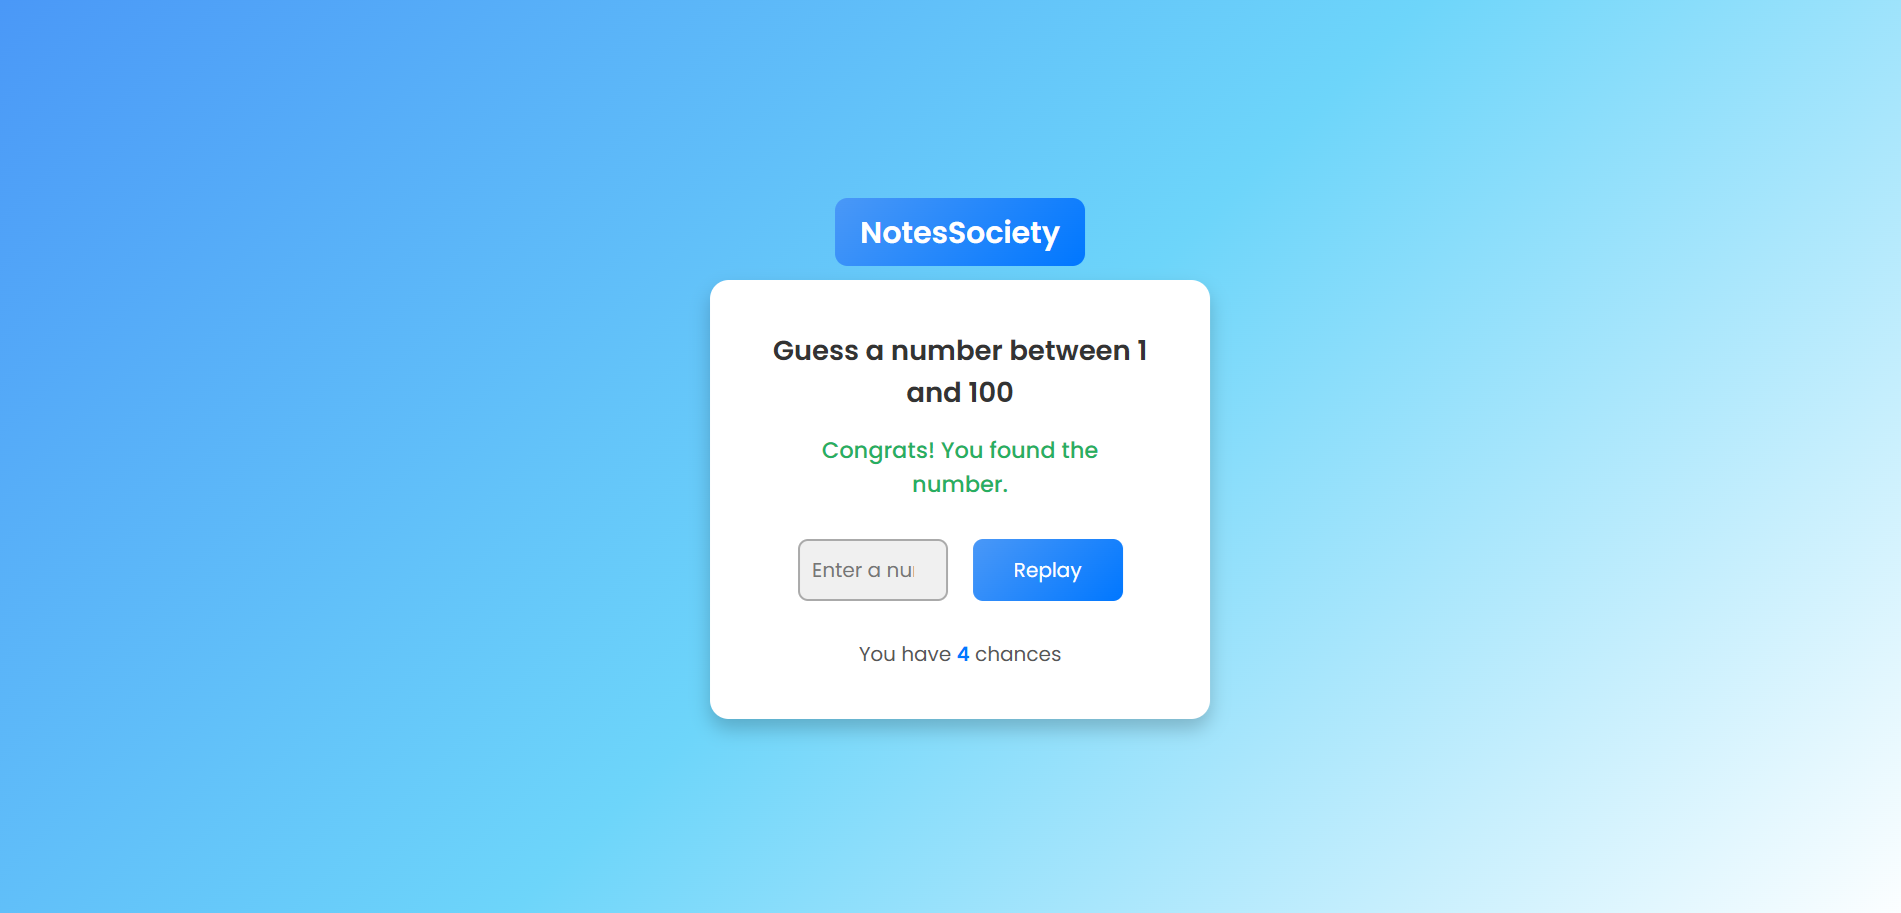 NotesSociety
Guess a number between 1
and 100
Congrats! You found the
number.
Enter a nu
Replay
You have 4 chances